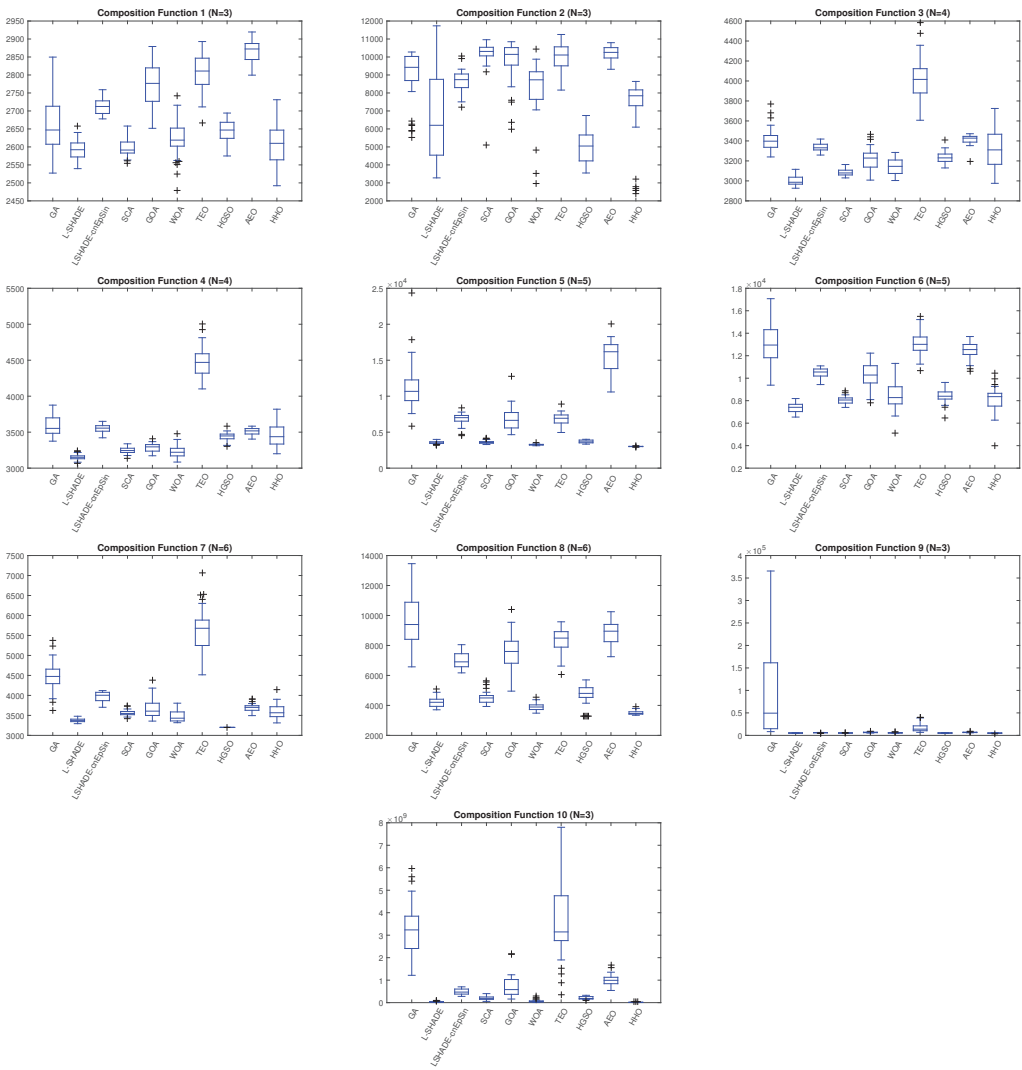 Composition Function 1 (N=3)
2950
2900
2850
2800
2750
2700
2650
2600
2550
2500
2450
GA
L-SHADE
LSHADE-cnEpSin
SCA
GOA
WOA
TEO
HGSO
AEO
HHO
Composition Function 2 (N=3)
12000
11000
10000
9000
8000
7000
6000
5000
4000
3000
2000
GA
L-SHADE
LSHADE-cnEpSin
SCA
GOA
WOA
TEO
HGSO
AEO
HHO
Composition Function 3 (N=4)
4600
4400
4200
4000
3800
3600
3400
3200
3000
2800
GA
L-SHADE
LSHADE-cnEpSin
SCA
GOA
WOA
TEO
HGSO
AEO
HHO
Composition Function 4 (N=4)
5500
5000
4500
4000
3500
3000
GA
L-SHADE
LSHADE-cnEpSin
SCA
GOA
WOA
TEO
HGSO
AEO
HHO
Composition Function 5 (N=5)
×10^4
2.5
2
1.5
1
0.5
0
GA
L-SHADE
LSHADE-cnEpSin
SCA
GOA
WOA
TEO
HGSO
AEO
HHO
Composition Function 6 (N=5)
×10^4
1.8
1.6
1.4
1.2
1
0.8
0.6
0.4
0.2
GA
L-SHADE
LSHADE-cnEpSin
SCA
GOA
WOA
TEO
HGSO
AEO
HHO
Composition Function 7 (N=6)
7500
7000
6500
6000
5500
5000
4500
4000
3500
3000
GA
L-SHADE
LSHADE-cnEpSin
SCA
GOA
WOA
TEO
HGSO
AEO
HHO
Composition Function 8 (N=6)
14000
12000
10000
8000
6000
4000
2000
GA
L-SHADE
LSHADE-cnEpSin
SCA
GOA
WOA
TEO
HGSO
AEO
HHO
Composition Function 9 (N=3)
×10^5
4
3.5
3
2.5
2
1.5
1
0.5
0
GA
L-SHADE
LSHADE-cnEpSin
SCA
GOA
WOA
TEO
HGSO
AEO
HHO
Composition Function 10 (N=3)
×10^9
8
7
6
5
4
3
2
1
0
GA
L-SHADE
LSHADE-cnEpSin
SCA
GOA
WOA
TEO
HGSO
AEO
HHO